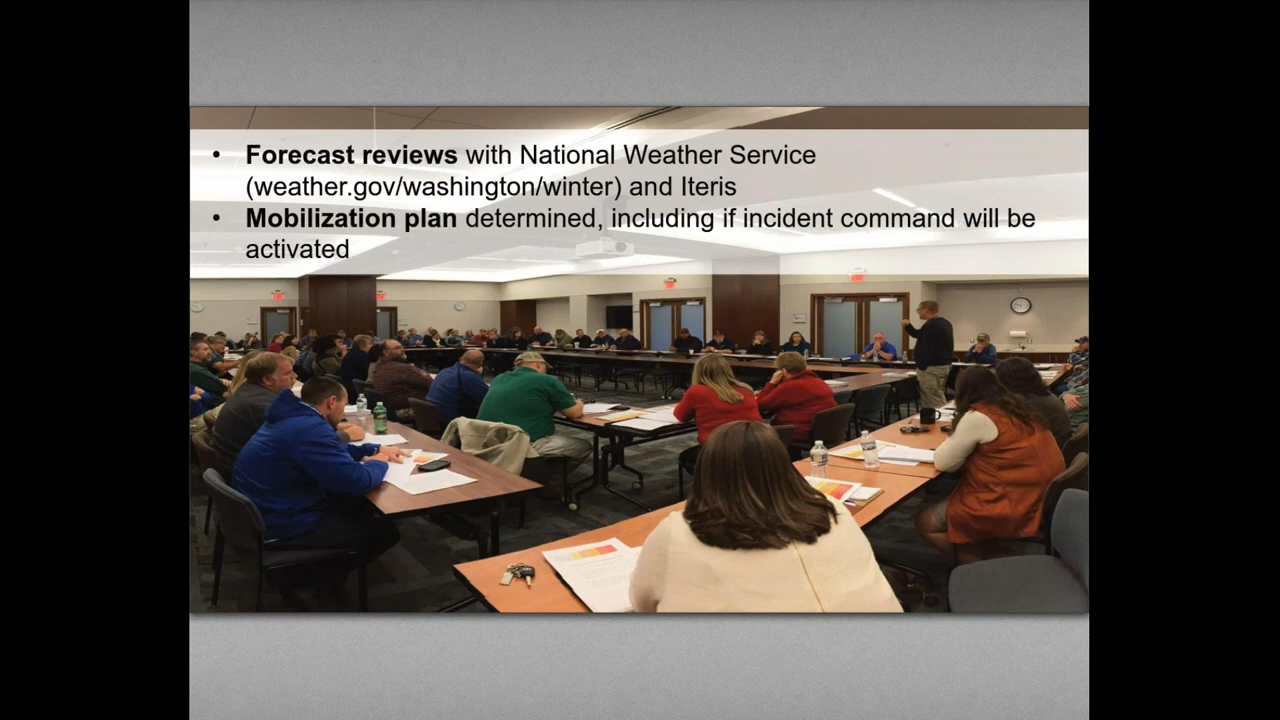 • Forecast reviews with National Weather Service
(weather.gov/washington/winter) and Iteris
• Mobilization plan determined, including if incident command will be
activated